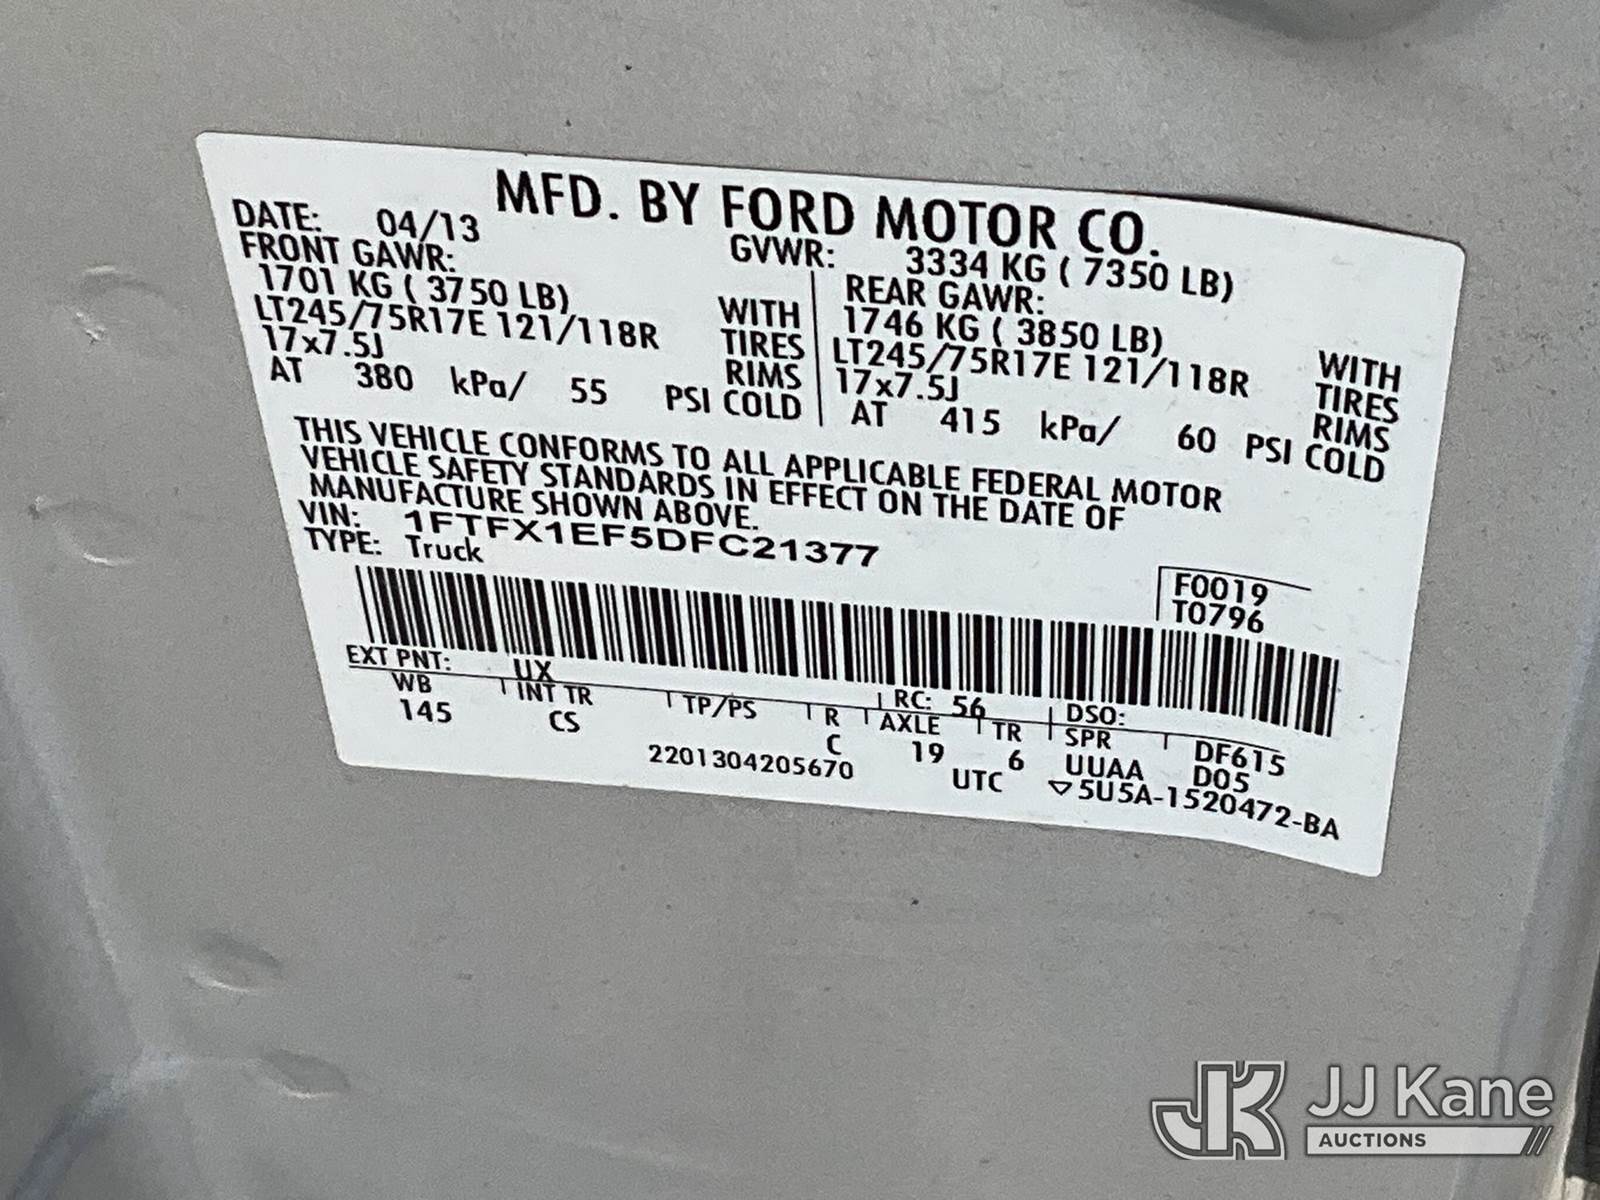 MFD. BY FORD MOTOR CO.
DATE: 04/13 GVWR: 3334 KG ( 7350 LB)
FRONT GAWR: REAR GAWR:
1701 KG ( 3750 LB) WITH 1746 KG ( 3850 LB) WITH
LT245/75R17E 121/118R TIRES LT245/75R17E 121/118R TIRES
17x7.5J RIMS 17x7.5J RIMS
AT 380 kPa/ 55 PSI COLD AT 415 kPa/ 60 PSI COLD
THIS VEHICLE CONFORMS TO ALL APPLICABLE FEDERAL MOTOR
VEHICLE SAFETY STANDARDS IN EFFECT ON THE DATE OF
MANUFACTURE SHOWN ABOVE.
VIN: 1FTFX1EF5DFC21377
TYPE: Truck
F0019
T0796
EXT PNT: UX RC: 56 DSO:
WB INT TR TP/PS R AXLE TR SPR DF615
145 CS C 19 6 UUAA D05
2201304205670 UTC ▽5U5A-1520472-BA
JK JJ Kane
AUCTIONS